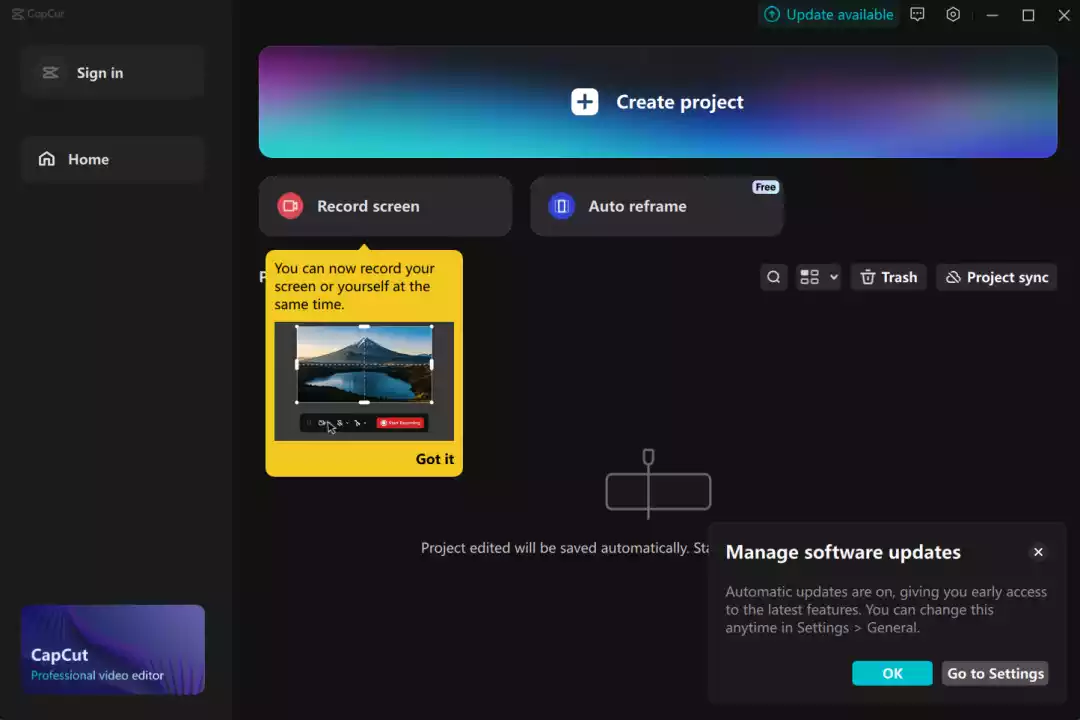 CapCut
Update available
Sign in
Create project
Home
Record screen
Auto reframe
Free
You can now record your
screen or yourself at the
same time.
Trash
Project sync
Start Recording
Got it
Project edited will be saved automatically.
Manage software updates
Automatic updates are on, giving you early access
to the latest features. You can change this
anytime in Settings > General.
OK
Go to Settings
CapCut
Professional video editor